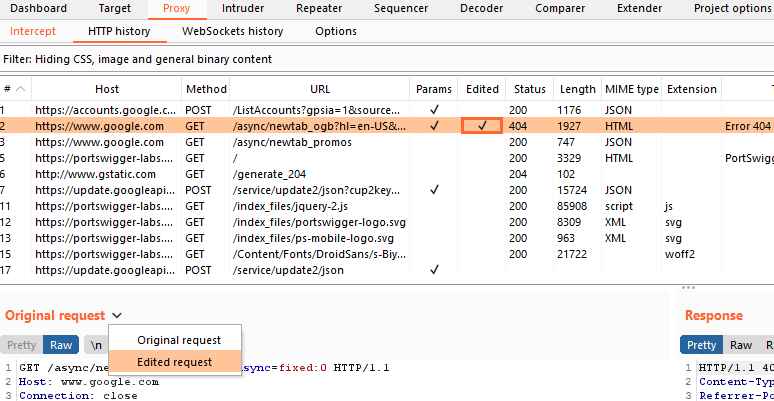 Dashboard Target Proxy Intruder Repeater Sequencer Decoder Comparer Extender Project options
Intercept HTTP history WebSockets history Options
Filter: Hiding CSS, image and general binary content
# Host Method URL Params Edited Status Length MIME type Extension
1 https://accounts.google.c... POST /ListAccounts?gpsia=1&source... ✓ 200 1176 JSON
2 https://www.google.com GET /async/newtab_ogb?hl=en-US&... ✓ ✓ 404 1927 HTML Error 404
3 https://www.google.com GET /async/newtab_promos 200 747 JSON
5 https://portswigger-labs.... GET / 200 3329 HTML PortSwig
6 http://www.gstatic.com GET /generate_204 204 102
7 https://update.googleapi... POST /service/update2/json?cup2key... ✓ 200 15724 JSON
11 https://portswigger-labs.... GET /index_files/jquery-2.js 200 85908 script js
12 https://portswigger-labs.... GET /index_files/portswigger-logo.svg 200 8309 XML svg
13 https://portswigger-labs.... GET /index_files/ps-mobile-logo.svg 200 963 XML svg
15 https://portswigger-labs.... GET /Content/Fonts/DroidSans/s-Biy... 200 21722 woff2
17 https://update.googleapi... POST /service/update2/json ✓
Original request Response
Original request
Pretty Raw \n Pretty Raw
Edited request
1 GET /async/ne async=fixed:0 HTTP/1.1 1 HTTP/1.1 40
2 Host: www.google.com 2 Content-Typ
3 Connection: close 3 Referrer-Po